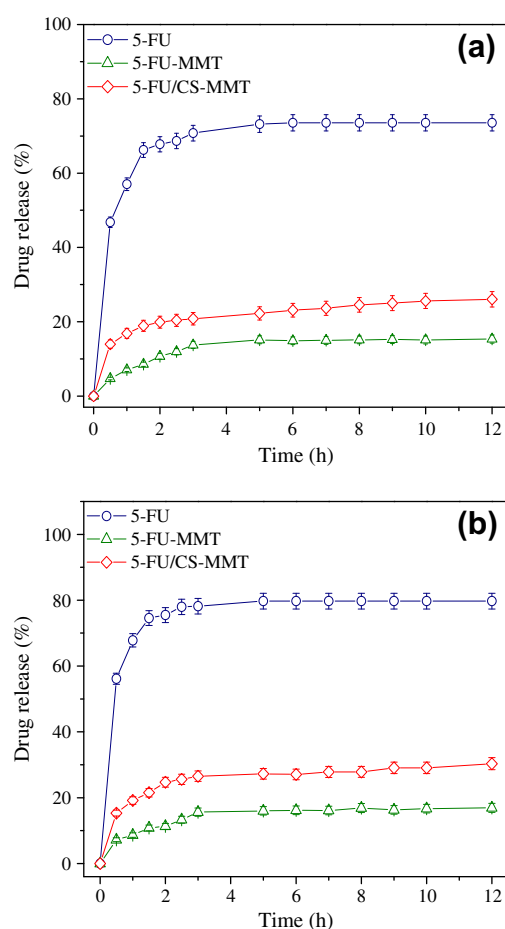 (a)
5-FU
5-FU-MMT
5-FU/CS-MMT
Drug release (%)
100
80
60
40
20
0
0 2 4 6 8 10 12
Time (h)
(b)
5-FU
5-FU-MMT
5-FU/CS-MMT
Drug release (%)
100
80
60
40
20
0
0 2 4 6 8 10 12
Time (h)